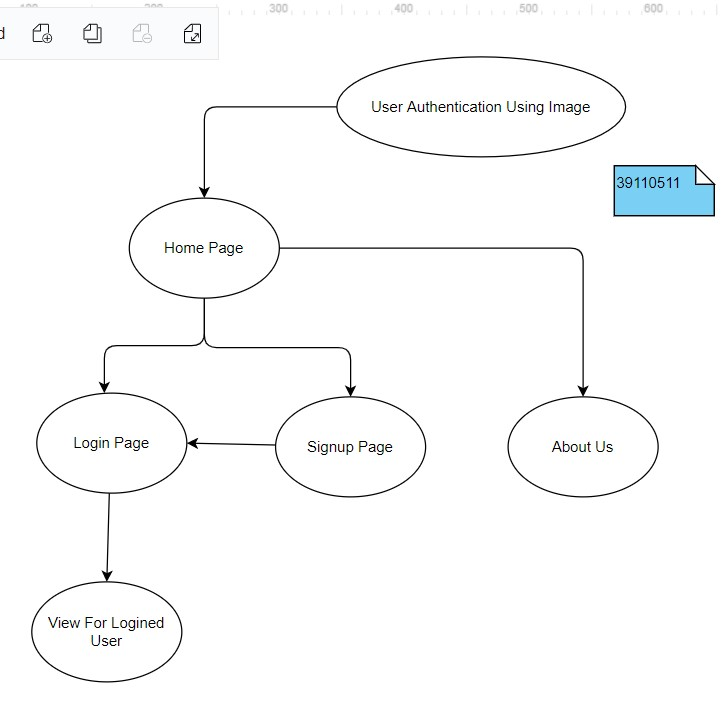 300
400
500
600
d
User Authentication Using Image
39110511
Home Page
Login Page
Signup Page
About Us
View For Logined
User